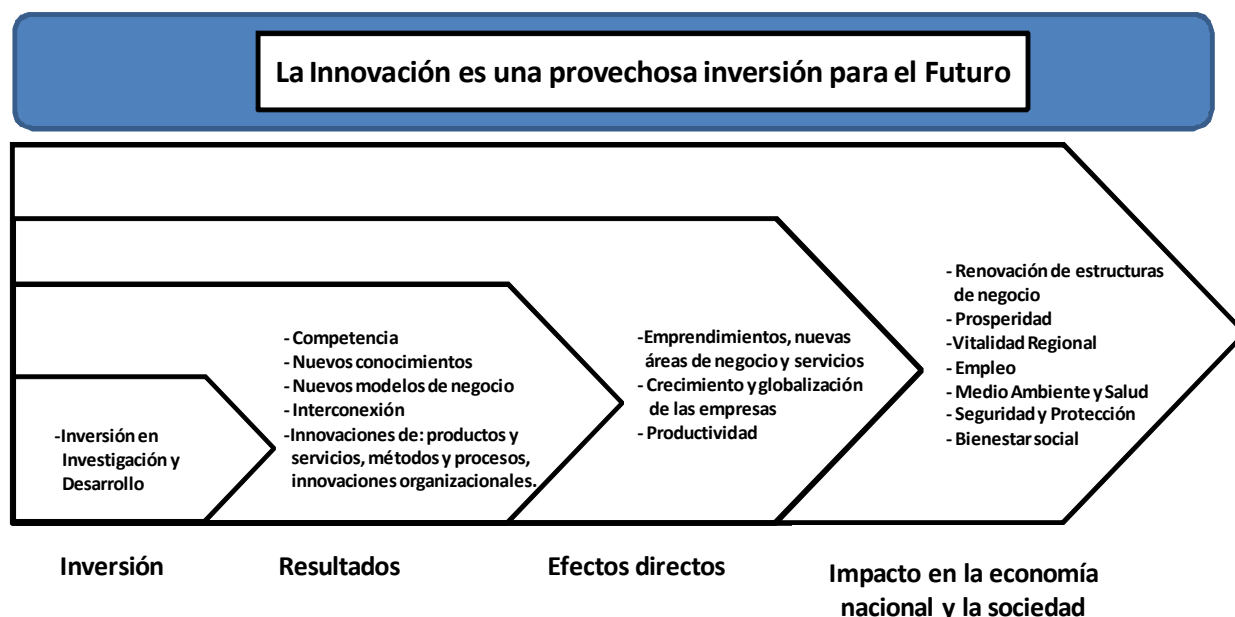 La Innovación es una provechosa inversión para el Futuro
-Inversión en
Investigación y
Desarrollo
- Competencia
- Nuevos conocimientos
- Nuevos modelos de negocio
- Interconexión
-Innovaciones de: productos y
servicios, métodos y procesos,
innovaciones organizacionales.
-Emprendimientos, nuevas
áreas de negocio y servicios
- Crecimiento y globalización
de las empresas
- Productividad
- Renovación de estructuras
de negocio
- Prosperidad
-Vitalidad Regional
- Empleo
- Medio Ambiente y Salud
- Seguridad y Protección
- Bienestar social
Inversión
Resultados
Efectos directos
Impacto en la economía
nacional y la sociedad